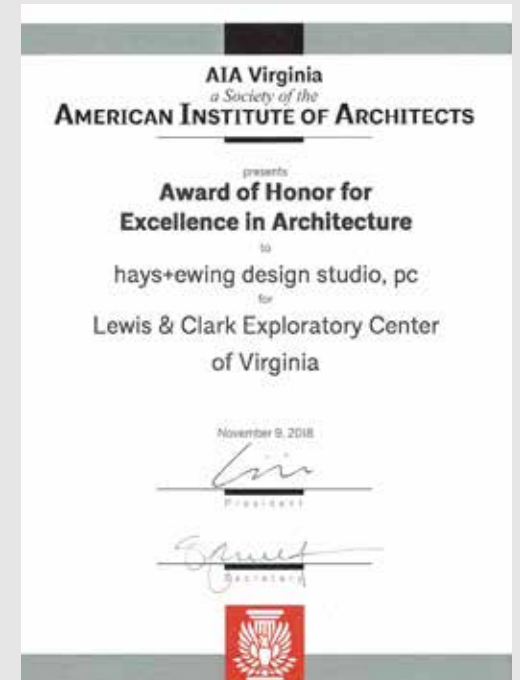 AIA Virginia
a Society of the
AMERICAN INSTITUTE OF ARCHITECTS
presents
Award of Honor for
Excellence in Architecture
to
hays+ewing design studio, pc
for
Lewis & Clark Exploratory Center
of Virginia
November 9, 2018
President
Secretary